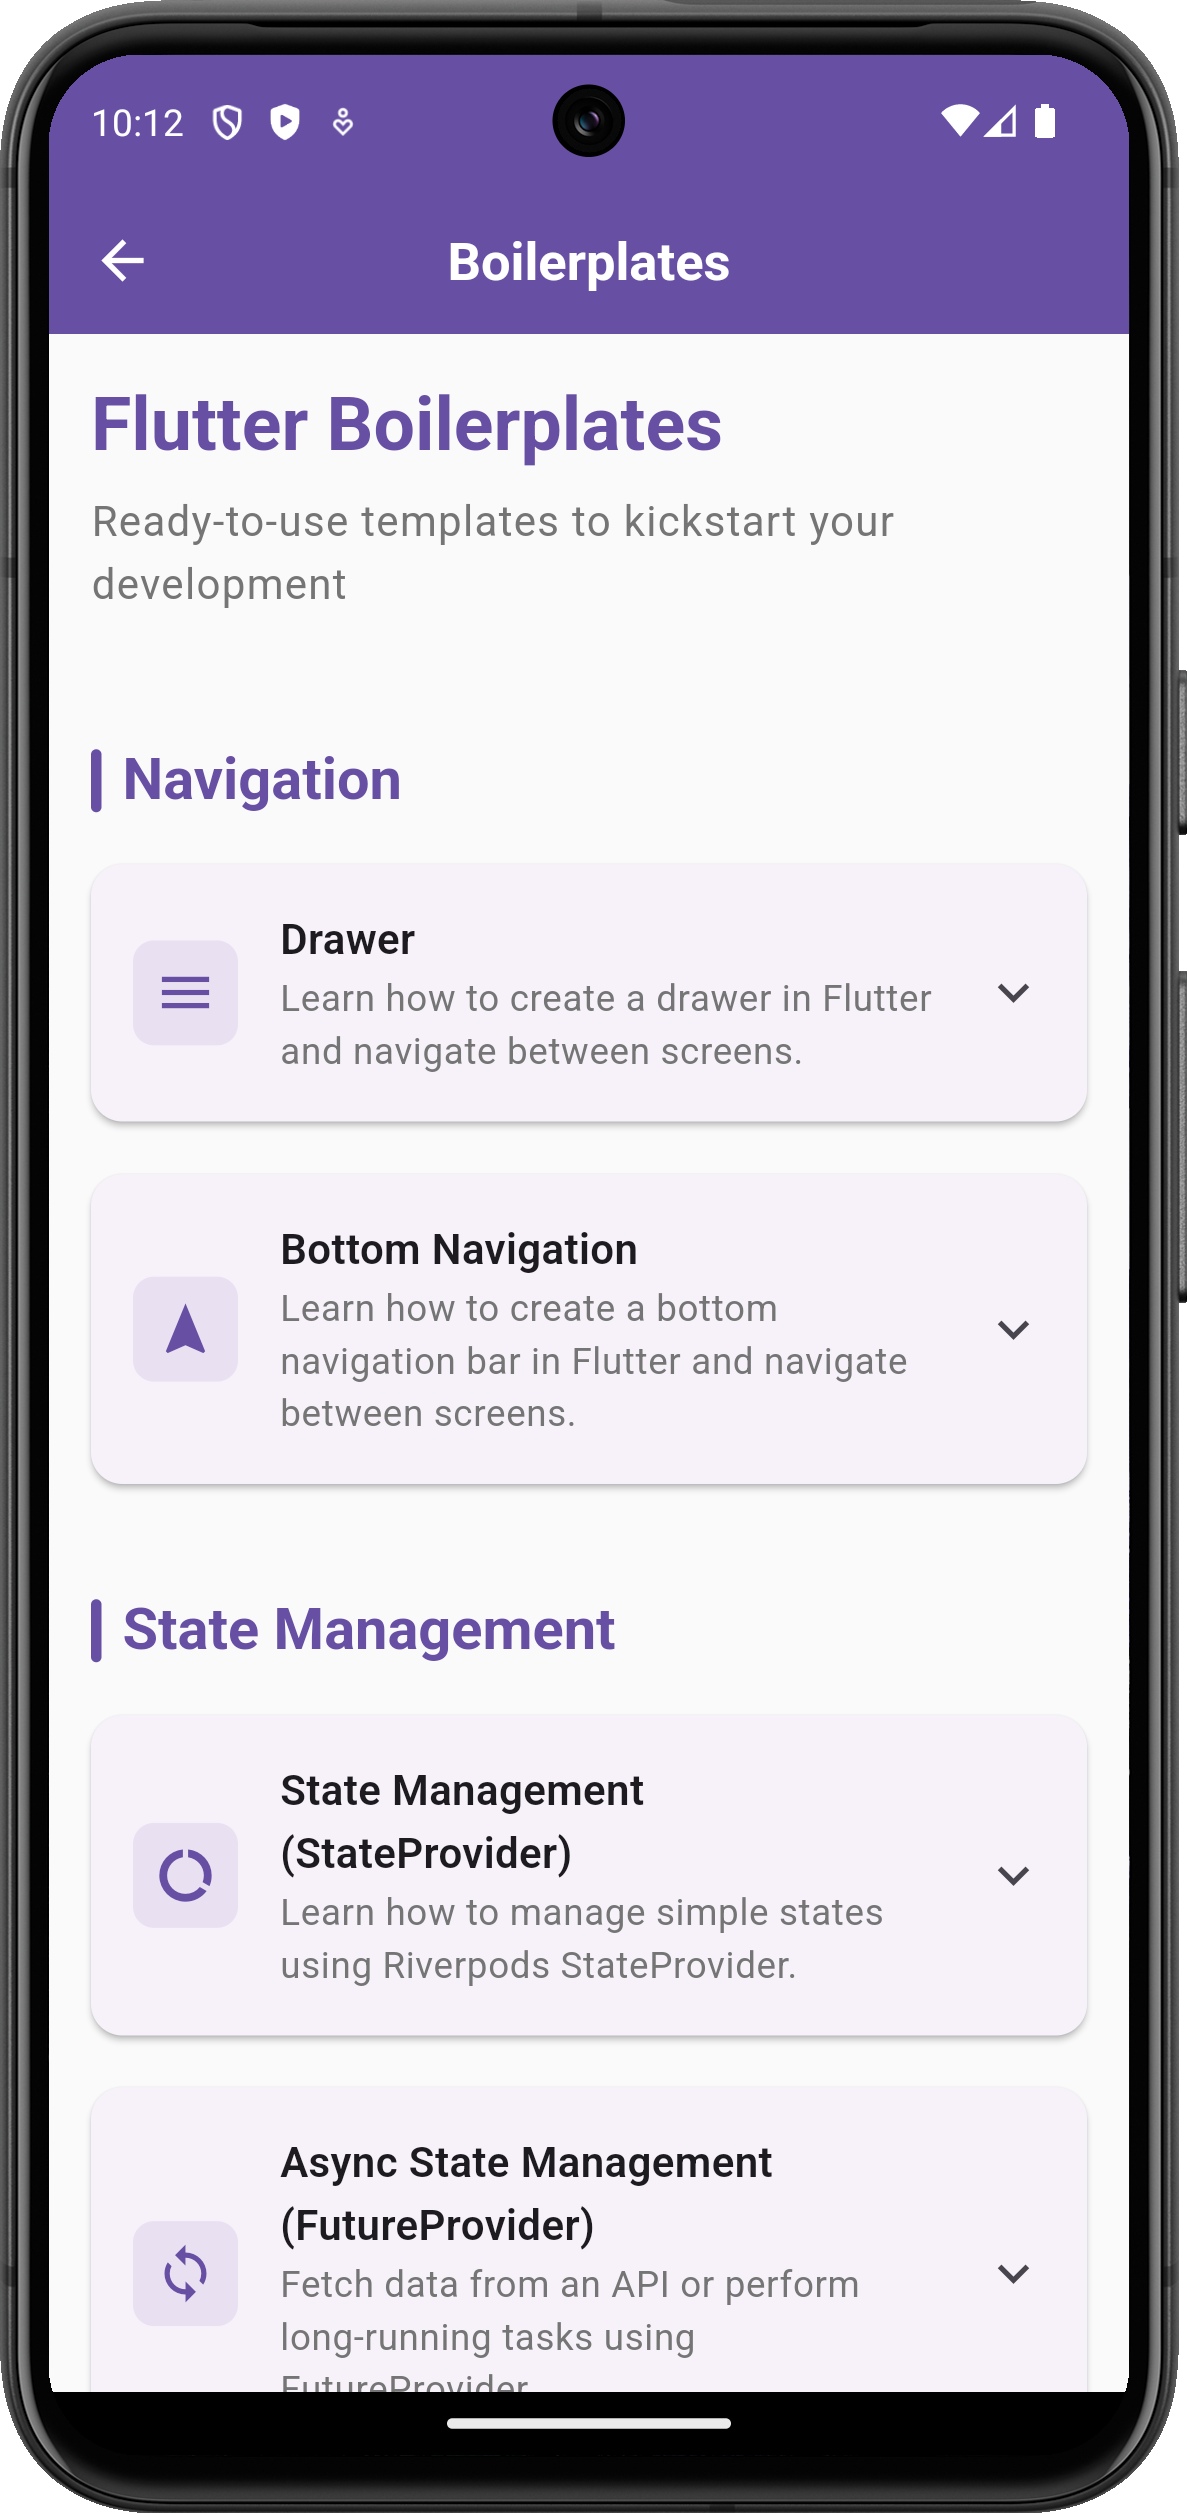 10:12
Boilerplates
Flutter Boilerplates
Ready-to-use templates to kickstart your
development
Navigation
Drawer
Learn how to create a drawer in Flutter
and navigate between screens.
Bottom Navigation
Learn how to create a bottom
navigation bar in Flutter and navigate
between screens.
State Management
State Management
(StateProvider)
Learn how to manage simple states
using Riverpods StateProvider.
Async State Management
(FutureProvider)
Fetch data from an API or perform
long-running tasks using
FutureProvider